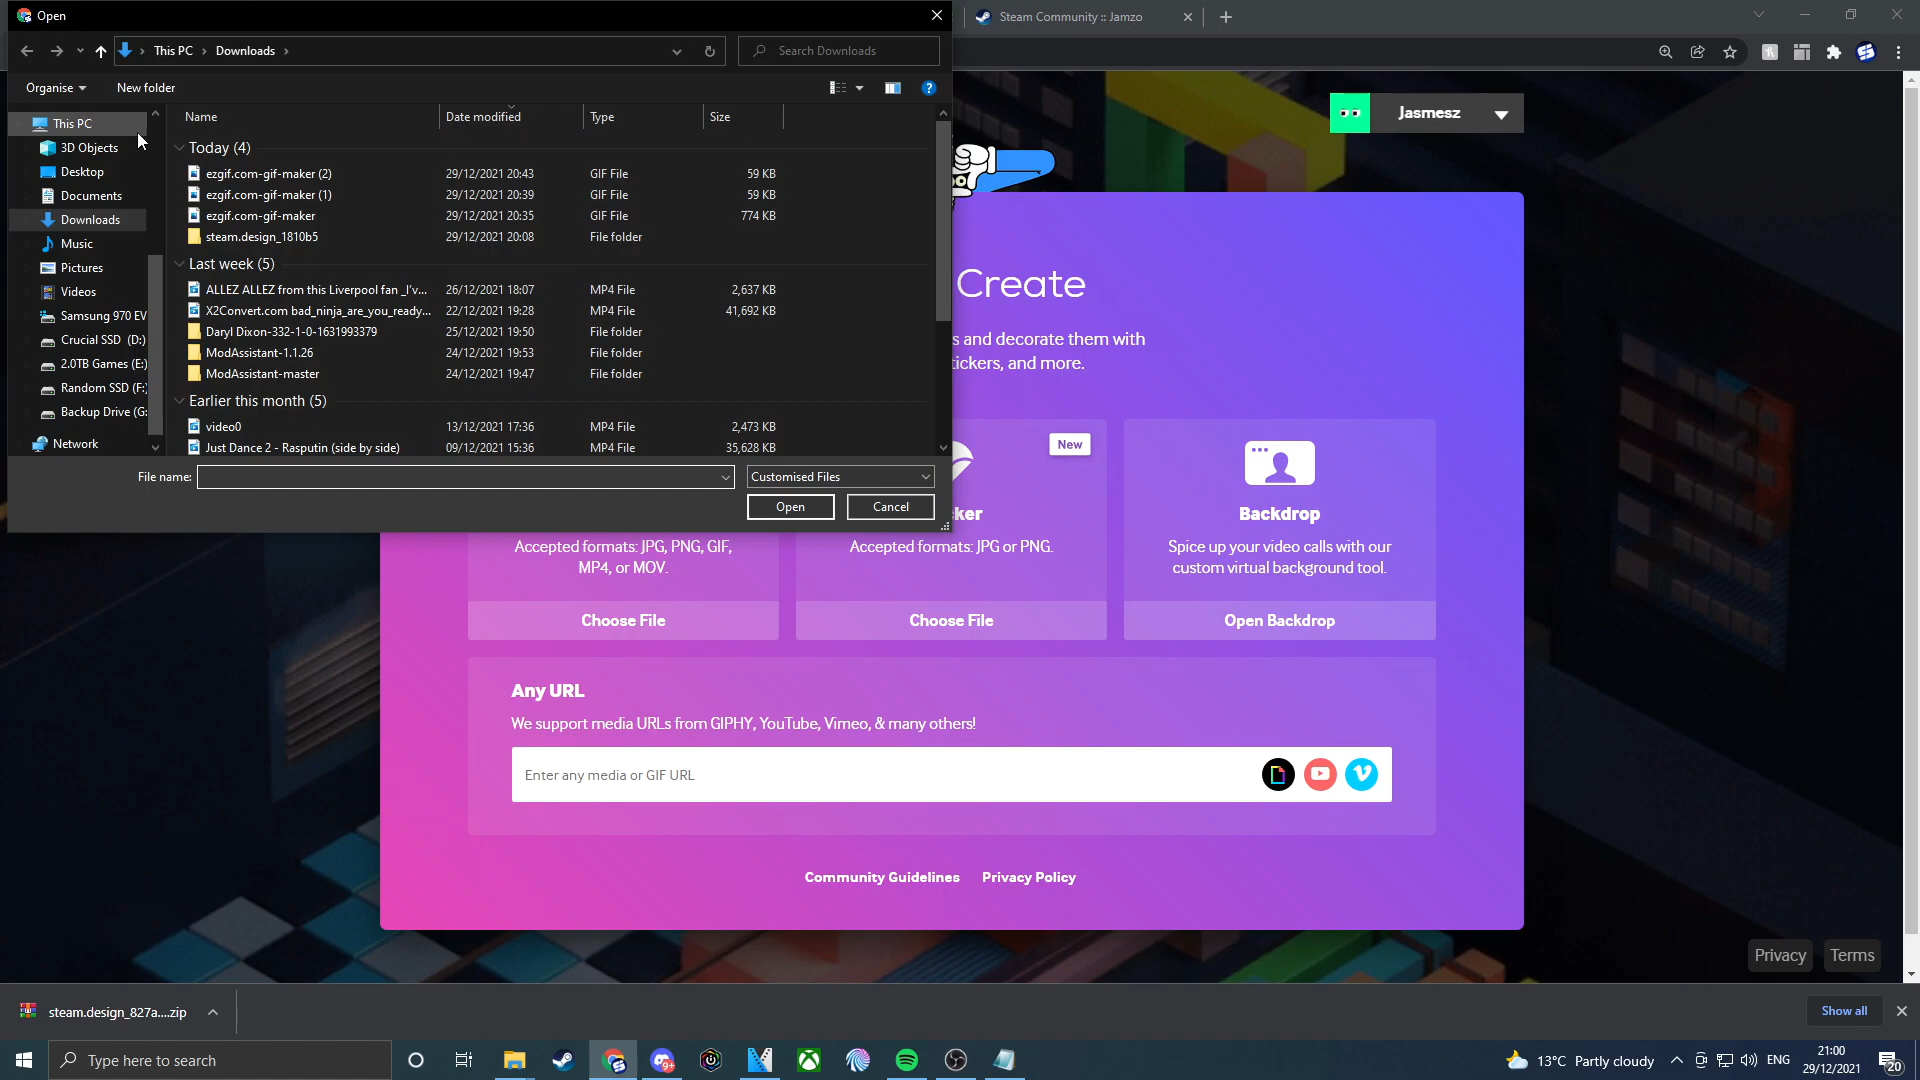 Open
Steam Community :: Jamzo
This PC
Downloads
Search Downloads
Organise
New folder
This PC
3D Objects
Desktop
Documents
Downloads
Music
Pictures
Videos
Samsung 970 EV
Crucial SSD (D:)
2.0TB Games (E:)
Random SSD (F:)
Backup Drive (G:
Network
Name Date modified Type Size
Today (4)
ezgif.com-gif-maker (2) 29/12/2021 20:43 GIF File 59 KB
ezgif.com-gif-maker (1) 29/12/2021 20:39 GIF File 59 KB
ezgif.com-gif-maker 29/12/2021 20:35 GIF File 774 KB
steam.design_1810b5 29/12/2021 20:08 File folder
Last week (5)
ALLEZ ALLEZ from this Liverpool fan _I'v... 26/12/2021 18:07 MP4 File 2,637 KB
X2Convert.com bad_ninja_are_you_ready... 22/12/2021 19:28 MP4 File 41,692 KB
Daryl Dixon-332-1-0-1631993379 25/12/2021 19:50 File folder
ModAssistant-1.1.26 24/12/2021 19:53 File folder
ModAssistant-master 24/12/2021 19:47 File folder
Earlier this month (5)
video0 13/12/2021 17:36 MP4 File 2,473 KB
Just Dance 2 - Rasputin (side by side) 09/12/2021 15:36 MP4 File 35,628 KB
File name:
Customised Files
Open
Cancel
Jasmesz
Create
s and decorate them with
tickers, and more.
New
ker
Backdrop
Accepted formats: JPG, PNG, GIF,
MP4, or MOV.
Accepted formats: JPG or PNG.
Spice up your video calls with our
custom virtual background tool.
Choose File
Choose File
Open Backdrop
Any URL
We support media URLs from GIPHY, YouTube, Vimeo, & many others!
Enter any media or GIF URL
Community Guidelines
Privacy Policy
Privacy
Terms
steam.design_827a....zip
Show all
Type here to search
9+
13°C Partly cloudy
ENG
21:00
29/12/2021
20